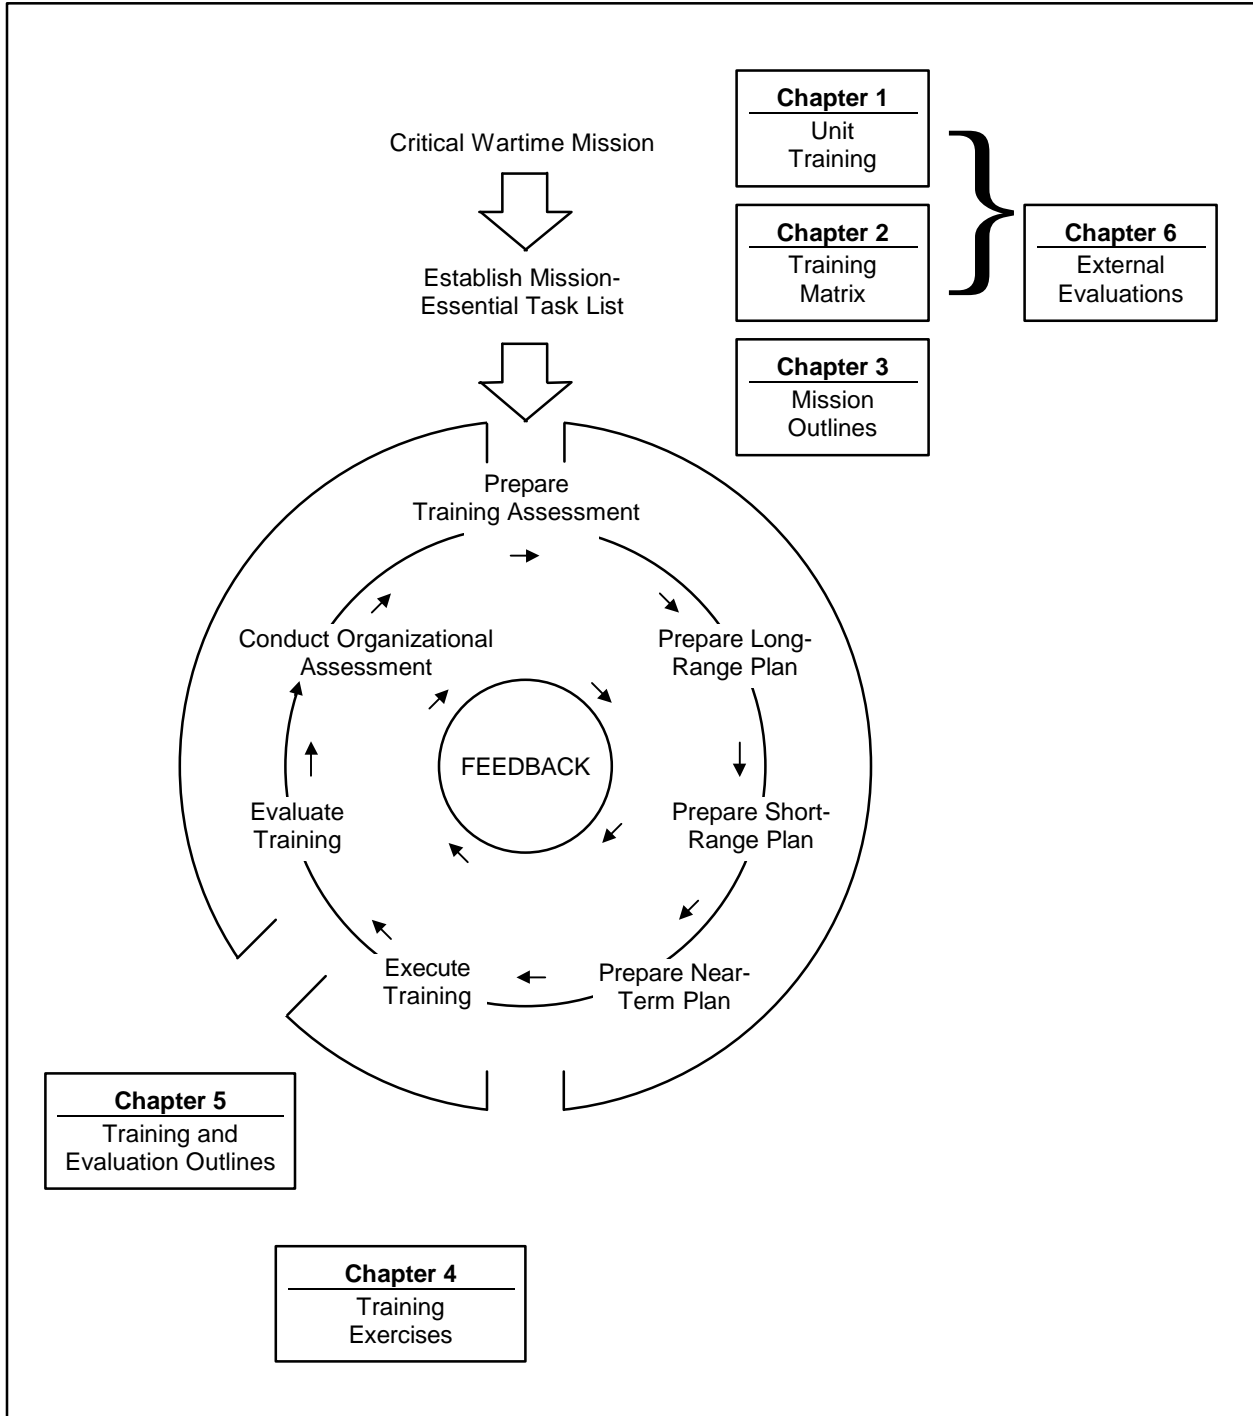 Chapter 1
Unit
Training
Critical Wartime Mission
Chapter 2
Training
Matrix
Chapter 6
External
Evaluations
Establish Mission-
Essential Task List
Chapter 3
Mission
Outlines
Prepare
Training Assessment
Conduct Organizational
Assessment
Prepare Long-
Range Plan
FEEDBACK
Evaluate
Training
Prepare Short-
Range Plan
Execute
Training
Prepare Near-
Term Plan
Chapter 5
Training and
Evaluation Outlines
Chapter 4
Training
Exercises